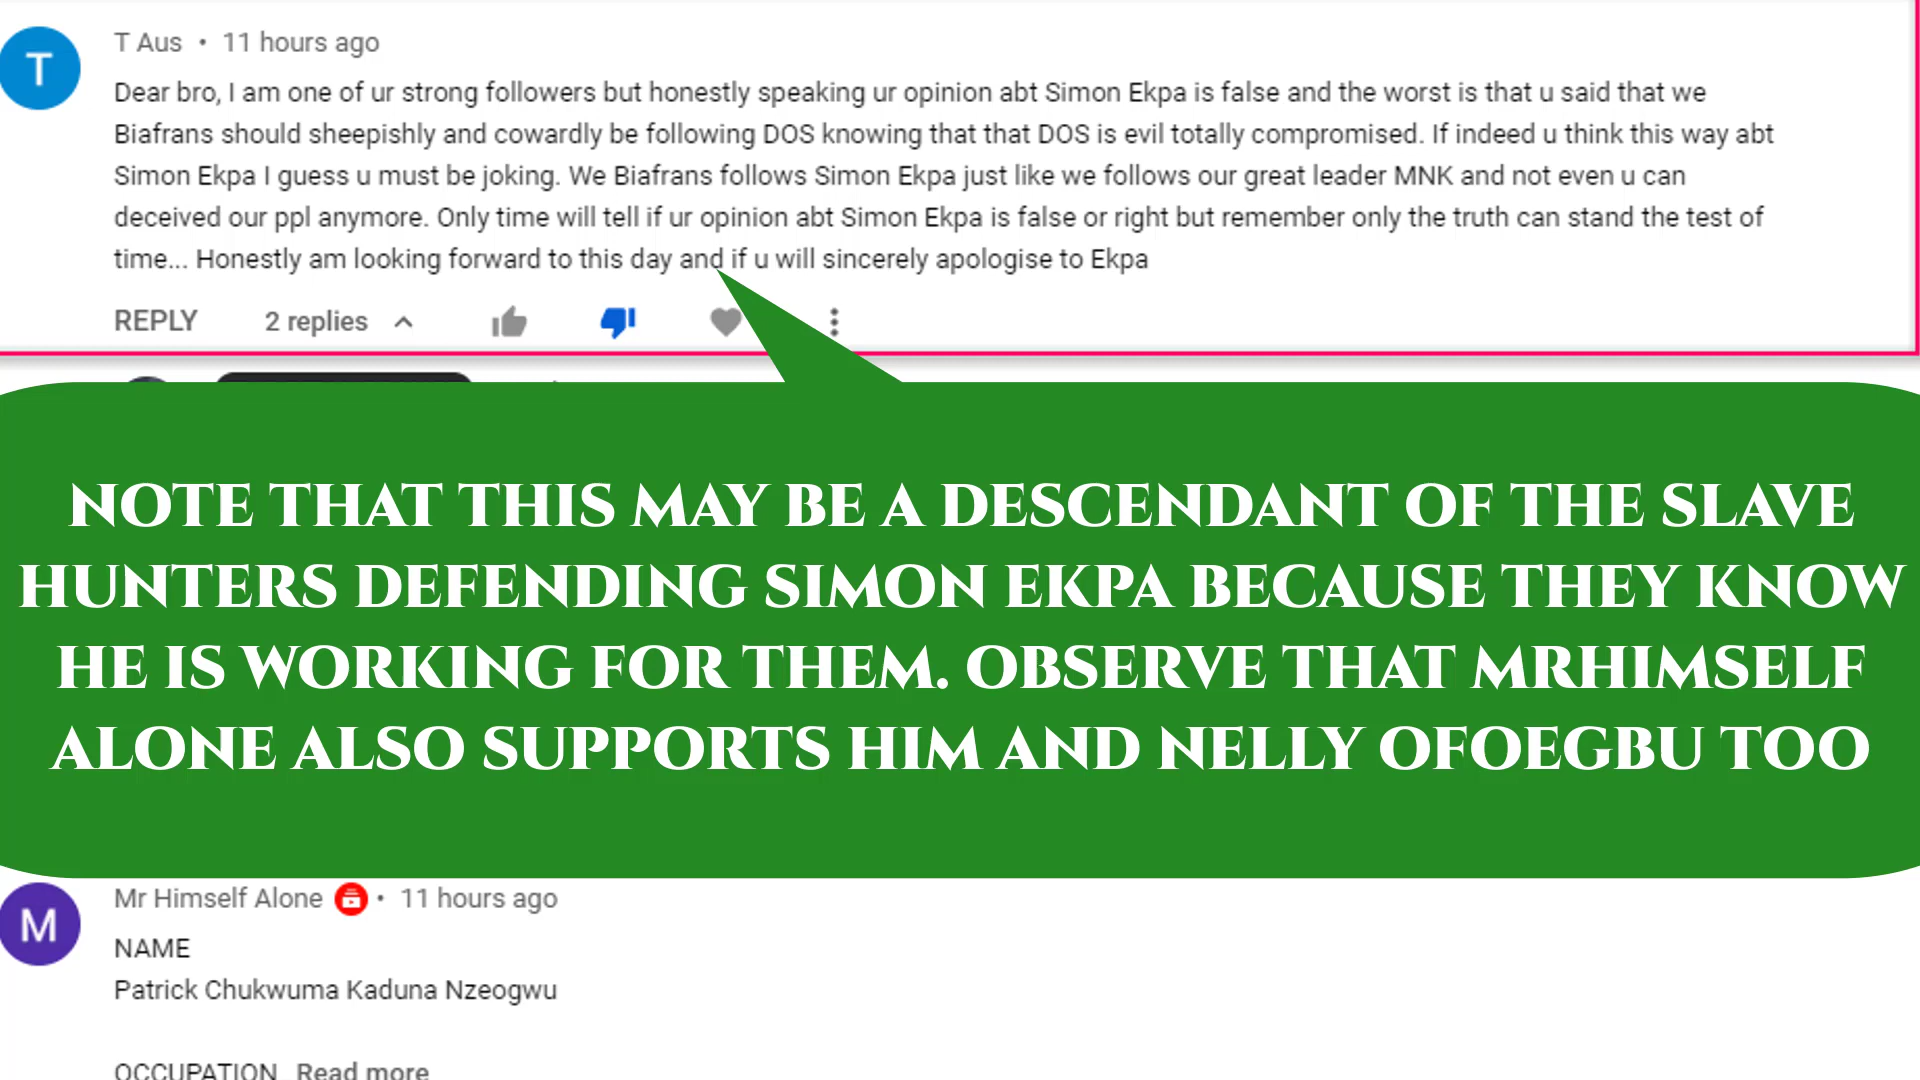 T Aus • 11 hours ago
T
Dear bro, I am one of ur strong followers but honestly speaking ur opinion abt Simon Ekpa is false and the worst is that u said that we
Biafrans should sheepishly and cowardly be following DOS knowing that that DOS is evil totally compromised. If indeed u think this way abt
Simon Ekpa I guess u must be joking. We Biafrans follows Simon Ekpa just like we follows our great leader MNK and not even u can
deceived our ppl anymore. Only time will tell if ur opinion abt Simon Ekpa is false or right but remember only the truth can stand the test of
time... Honestly am looking forward to this day and if u will sincerely apologise to Ekpa
REPLY 2 replies
NOTE THAT THIS MAY BE A DESCENDANT OF THE SLAVE
HUNTERS DEFENDING SIMON EKPA BECAUSE THEY KNOW
HE IS WORKING FOR THEM. OBSERVE THAT MRHIMSELF
ALONE ALSO SUPPORTS HIM AND NELLY OFOEGBU TOO
Mr Himself Alone • 11 hours ago
M
NAME
Patrick Chukwuma Kaduna Nzeogwu
OCCUPATION.. Read more